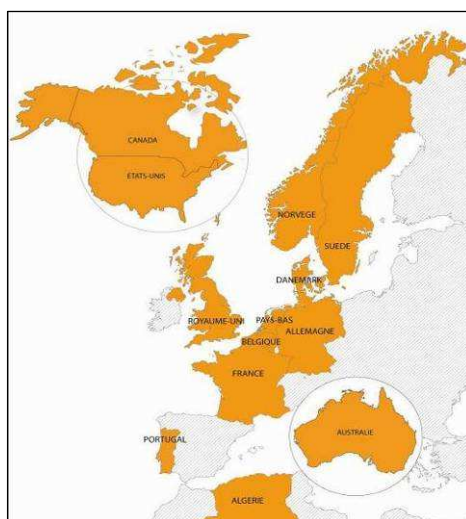 CANADA
ETATS-UNIS
NORVEGE
SUEDE
DANEMARK
ROYAUME-UNI
PAYS-BAS
ALLEMAGNE
BELGIQUE
FRANCE
AUSTRALIE
PORTUGAL
ALGERIE